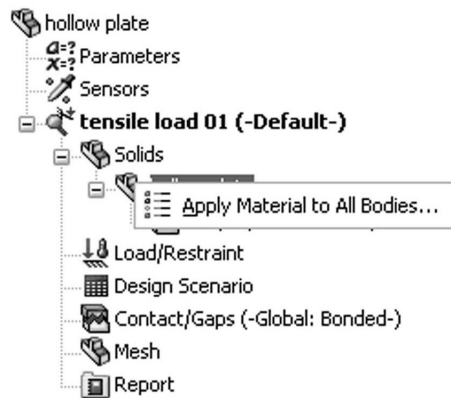 hollow plate
a=?
x=?
Parameters
Sensors
tensile load 01 (-Default-)
Solids
Apply Material to All Bodies...
Load/Restraint
Design Scenario
Contact/Gaps (-Global: Bonded-)
Mesh
Report